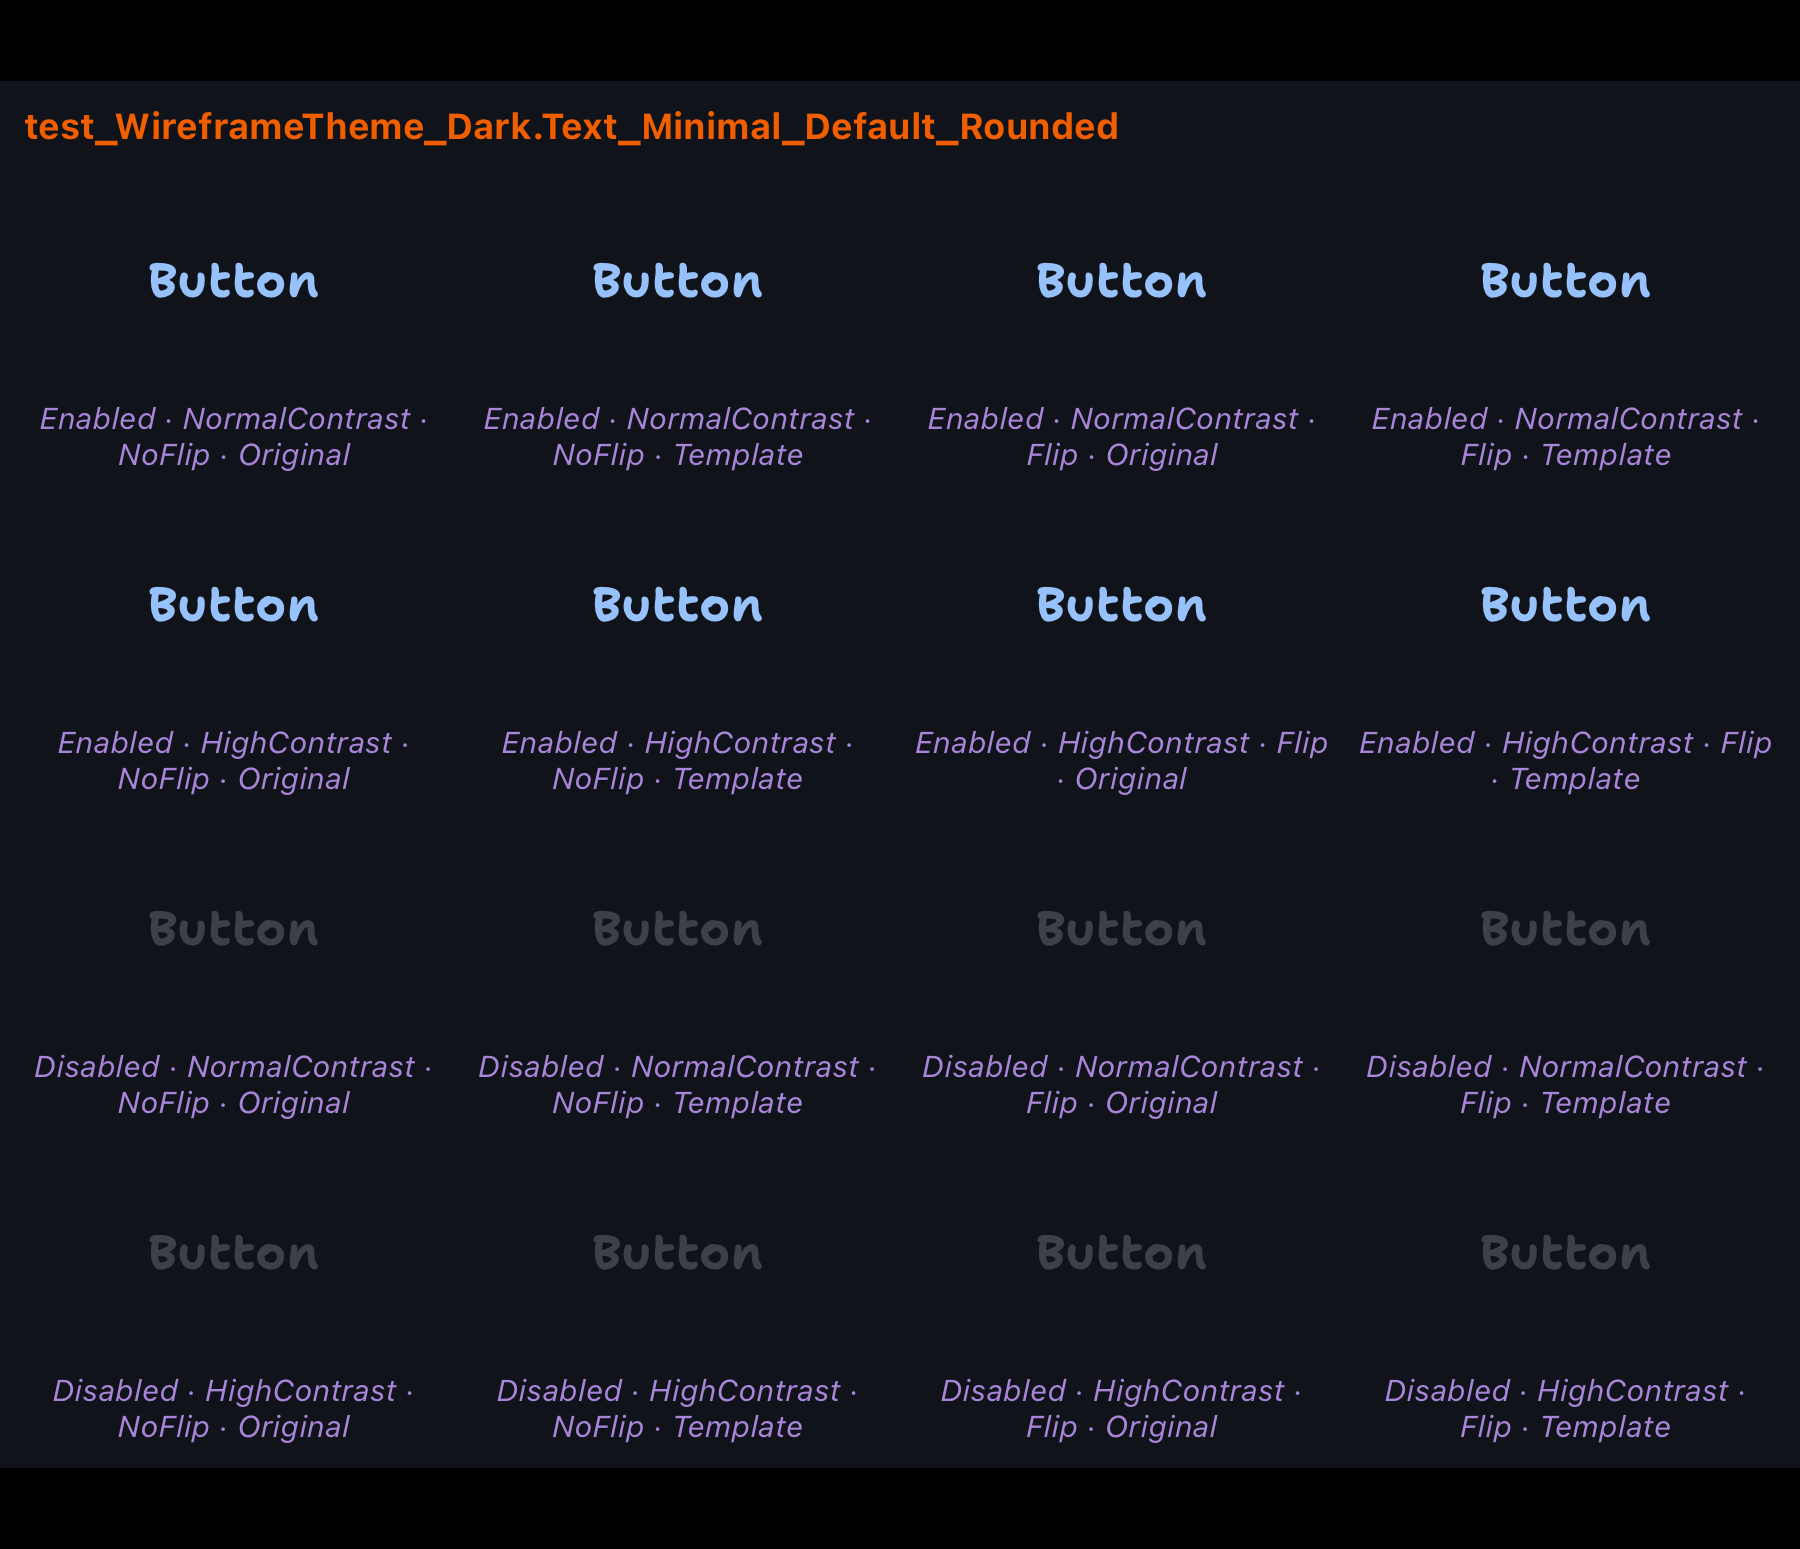 test_WireframeTheme_Dark.Text_Minimal_Default_Rounded
Button
Button
Button
Button
Enabled · NormalContrast ·
NoFlip · Original
Enabled · NormalContrast ·
NoFlip · Template
Enabled · NormalContrast ·
Flip · Original
Enabled · NormalContrast ·
Flip · Template
Button
Button
Button
Button
Enabled · HighContrast ·
NoFlip · Original
Enabled · HighContrast ·
NoFlip · Template
Enabled · HighContrast · Flip
· Original
Enabled · HighContrast · Flip
· Template
Button
Button
Button
Button
Disabled · NormalContrast ·
NoFlip · Original
Disabled · NormalContrast ·
NoFlip · Template
Disabled · NormalContrast ·
Flip · Original
Disabled · NormalContrast ·
Flip · Template
Button
Button
Button
Button
Disabled · HighContrast ·
NoFlip · Original
Disabled · HighContrast ·
NoFlip · Template
Disabled · HighContrast ·
Flip · Original
Disabled · HighContrast ·
Flip · Template